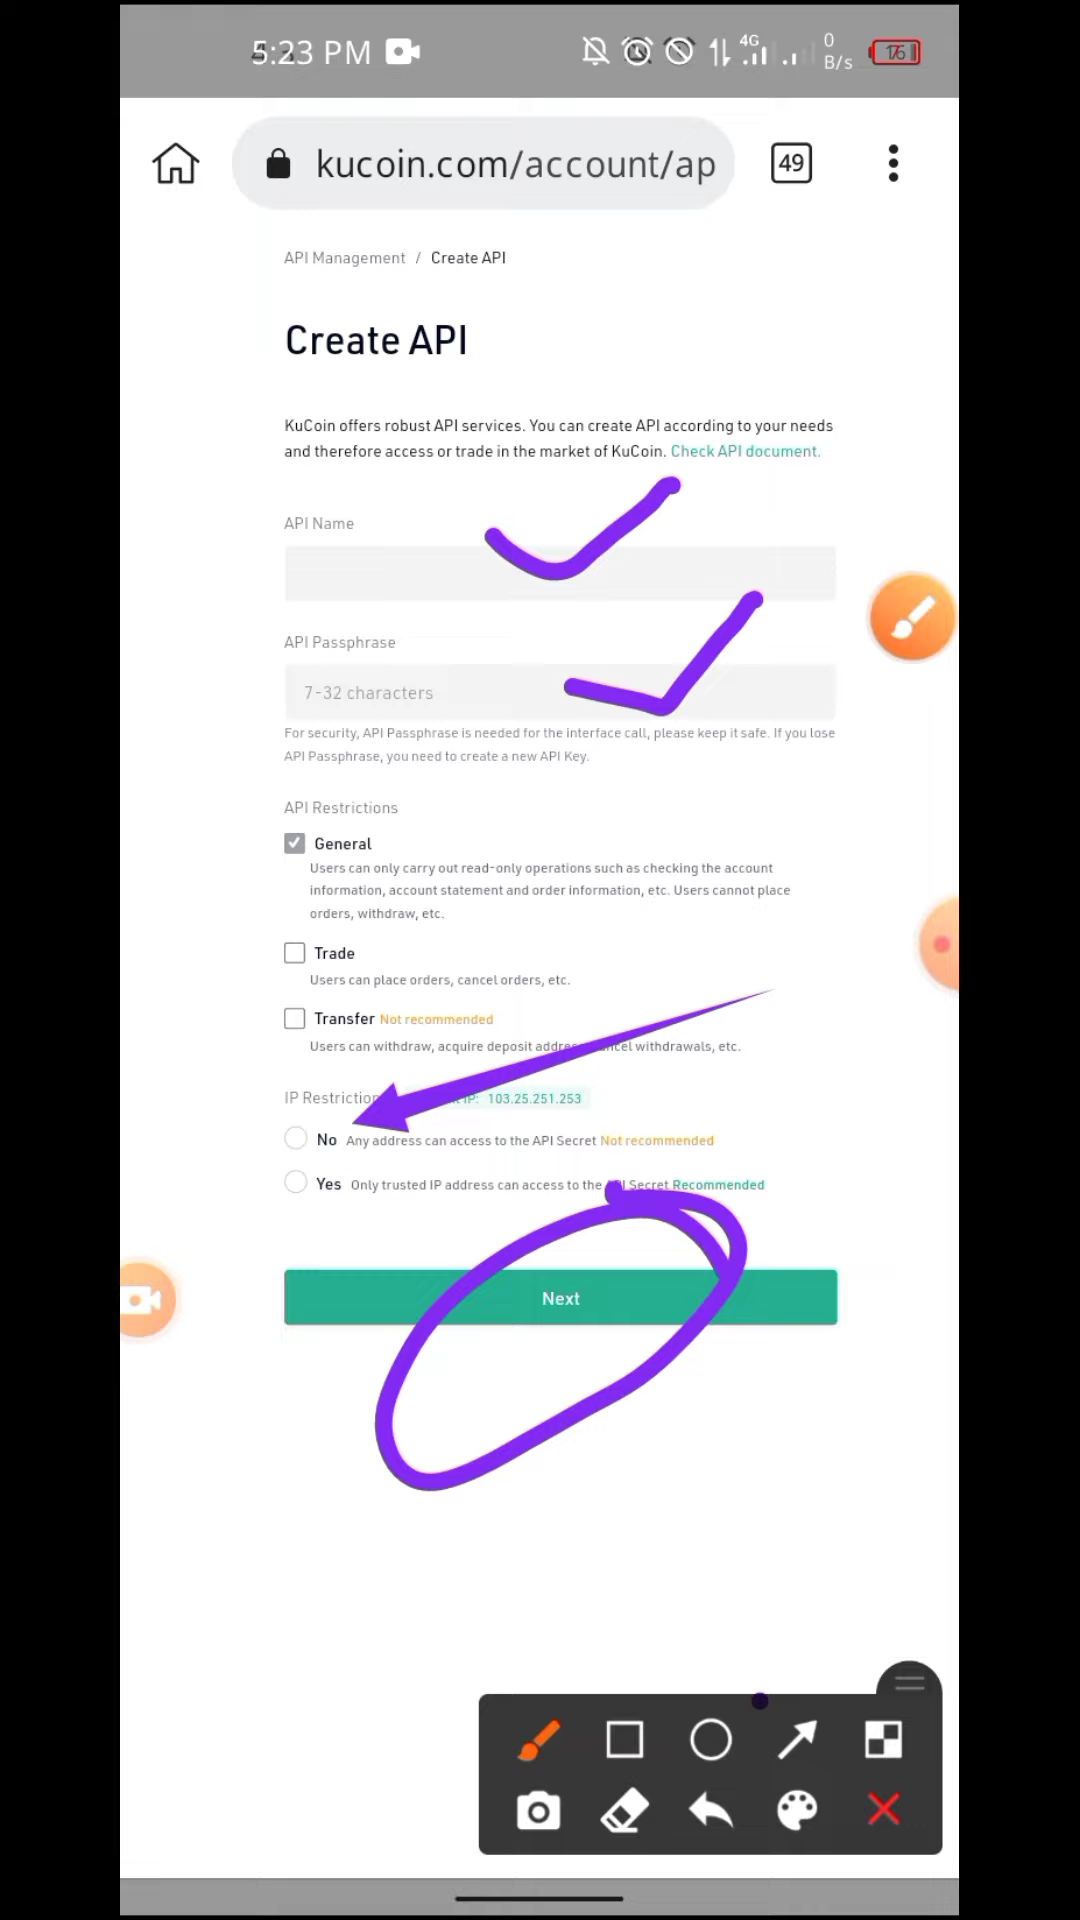 5:23 PM 4G 0 B/s 16
kucoin.com/account/ap 49
API Management / Create API
Create API
KuCoin offers robust API services. You can create API according to your needs
and therefore access or trade in the market of KuCoin. Check API document.
API Name
API Passphrase
7-32 characters
For security, API Passphrase is needed for the interface call, please keep it safe. If you lose
API Passphrase, you need to create a new API Key.
API Restrictions
General
Users can only carry out read-only operations such as checking the account
information, account statement and order information, etc. Users cannot place
orders, withdraw, etc.
Trade
Users can place orders, cancel orders, etc.
Transfer Not recommended
Users can withdraw, acquire deposit withdrawals, etc.
IP IP: 103.25.251.253
No Any address can access to the API Secret Not recommended
Yes Only trusted IP address can access to the Secret Recommended
Next